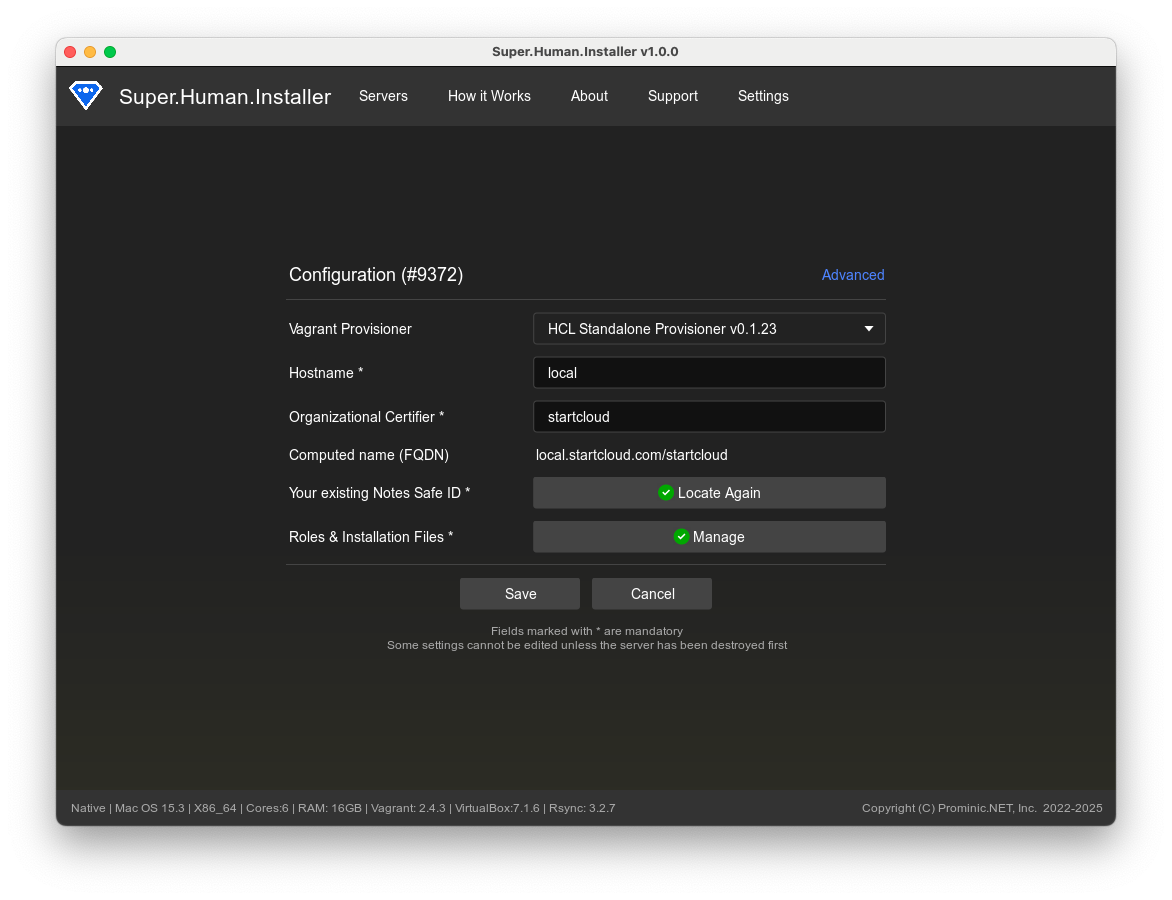 Super.Human.Installer v1.0.0
Super.Human.Installer Servers How it Works About Support Settings
Configuration (#9372) Advanced
Vagrant Provisioner HCL Standalone Provisioner v0.1.23
Hostname * local
Organizational Certifier * startcloud
Computed name (FQDN) local.startcloud.com/startcloud
Your existing Notes Safe ID * Locate Again
Roles & Installation Files * Manage
Save Cancel
Fields marked with * are mandatory
Some settings cannot be edited unless the server has been destroyed first
Native | Mac OS 15.3 | X86_64 | Cores:6 | RAM: 16GB | Vagrant: 2.4.3 | VirtualBox:7.1.6 | Rsync: 3.2.7 Copyright (C) Prominic.NET, Inc. 2022-2025